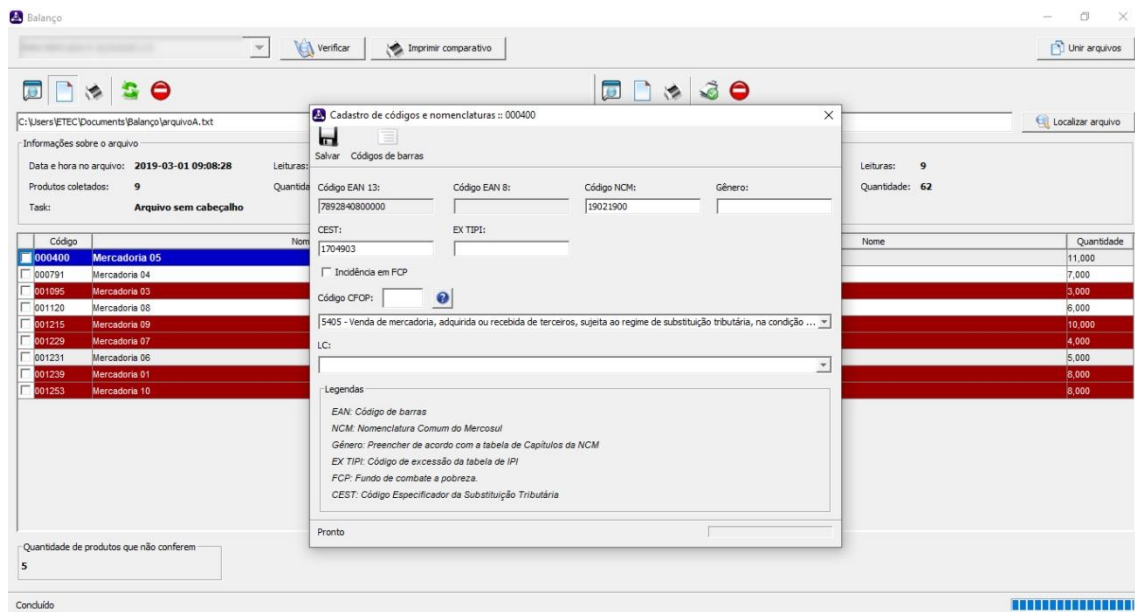 Balanço
Verificar
Imprimir comparativo
Unir arquivos
C:\Users\ETEC\Documents\Balanço\arquivoA.txt
Localizar arquivo
Informações sobre o arquivo
Data e hora no arquivo: 2019-03-01 09:08:28
Leituras:
Produtos coletados: 9
Quantida
Task: Arquivo sem cabeçalho
Leituras: 9
Quantidade: 62
Código Nom
Nome Quantidade
000400 Mercadoria 05 11,000
000791 Mercadoria 04 7,000
001095 Mercadoria 03 3,000
001120 Mercadoria 08 6,000
001215 Mercadoria 09 10,000
001229 Mercadoria 07 4,000
001231 Mercadoria 06 5,000
001239 Mercadoria 01 8,000
001253 Mercadoria 10 8,000
Cadastro de códigos e nomenclaturas :: 000400
Salvar Códigos de barras
Código EAN 13: Código EAN 8: Código NCM: Gênero:
7892840800000 19021900
CEST: EX TIPI:
1704903
Incidência em FCP
Código CFOP:
5405 - Venda de mercadoria, adquirida ou recebida de terceiros, sujeita ao regime de substituição tributária, na condição ...
LC:
Legendas
EAN: Código de barras
NCM: Nomenclatura Comum do Mercosul
Gênero: Preencher de acordo com a tabela de Capítulos da NCM
EX TIPI: Código de excessão da tabela de IPI
FCP: Fundo de combate a pobreza.
CEST: Código Especificador da Substituição Tributária
Pronto
Quantidade de produtos que não conferem
5
Concluído